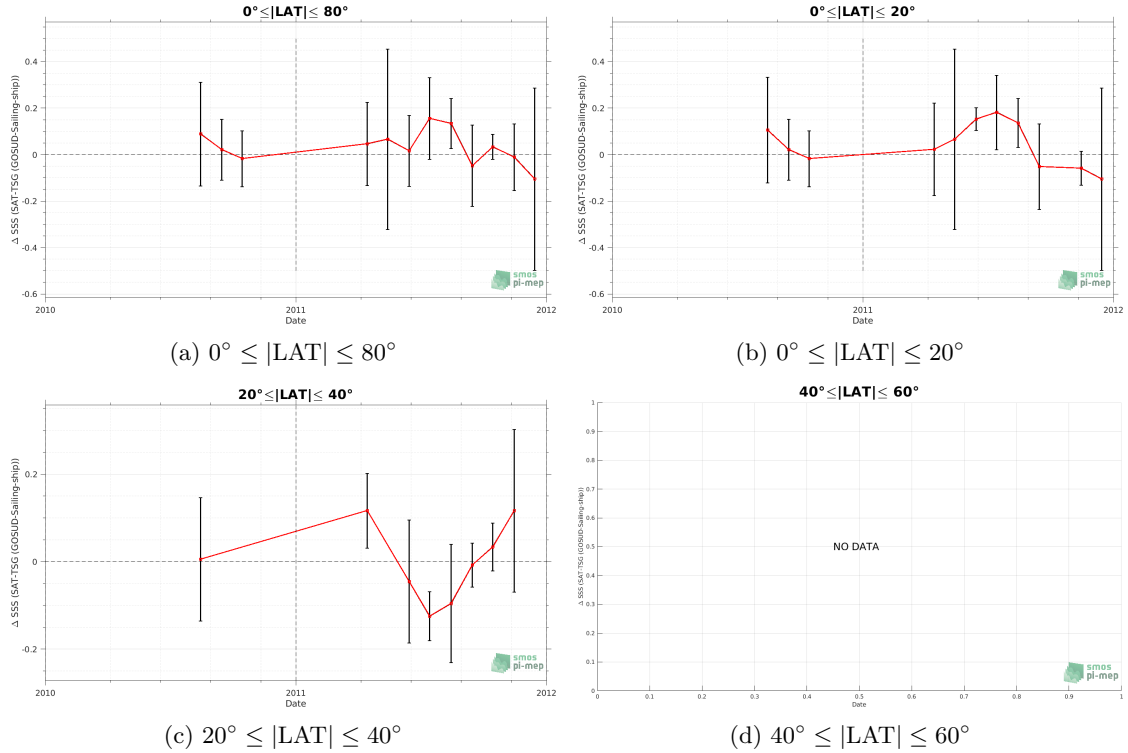 0°≤|LAT|≤ 80°
Δ SSS (SAT-TSG (GOSUD-Sailing-ship))
0.4
0.2
0
-0.2
-0.4
-0.6
2010
2011
2012
Date
smos
pi-mep
(a) 0° ≤ |LAT| ≤ 80°
0°≤|LAT|≤ 20°
Δ SSS (SAT-TSG (GOSUD-Sailing-ship))
0.4
0.2
0
-0.2
-0.4
-0.6
2010
2011
2012
Date
smos
pi-mep
(b) 0° ≤ |LAT| ≤ 20°
20°≤|LAT|≤ 40°
Δ SSS (SAT-TSG (GOSUD-Sailing-ship))
0.2
0
-0.2
2010
2011
2012
Date
smos
pi-mep
(c) 20° ≤ |LAT| ≤ 40°
40°≤|LAT|≤ 60°
Δ SSS (SAT-TSG (GOSUD-Sailing-ship))
1
0.9
0.8
0.7
0.6
0.5
0.4
0.3
0.2
0.1
0
NO DATA
0 0.1 0.2 0.3 0.4 0.5 0.6 0.7 0.8 0.9 1
Date
smos
pi-mep
(d) 40° ≤ |LAT| ≤ 60°